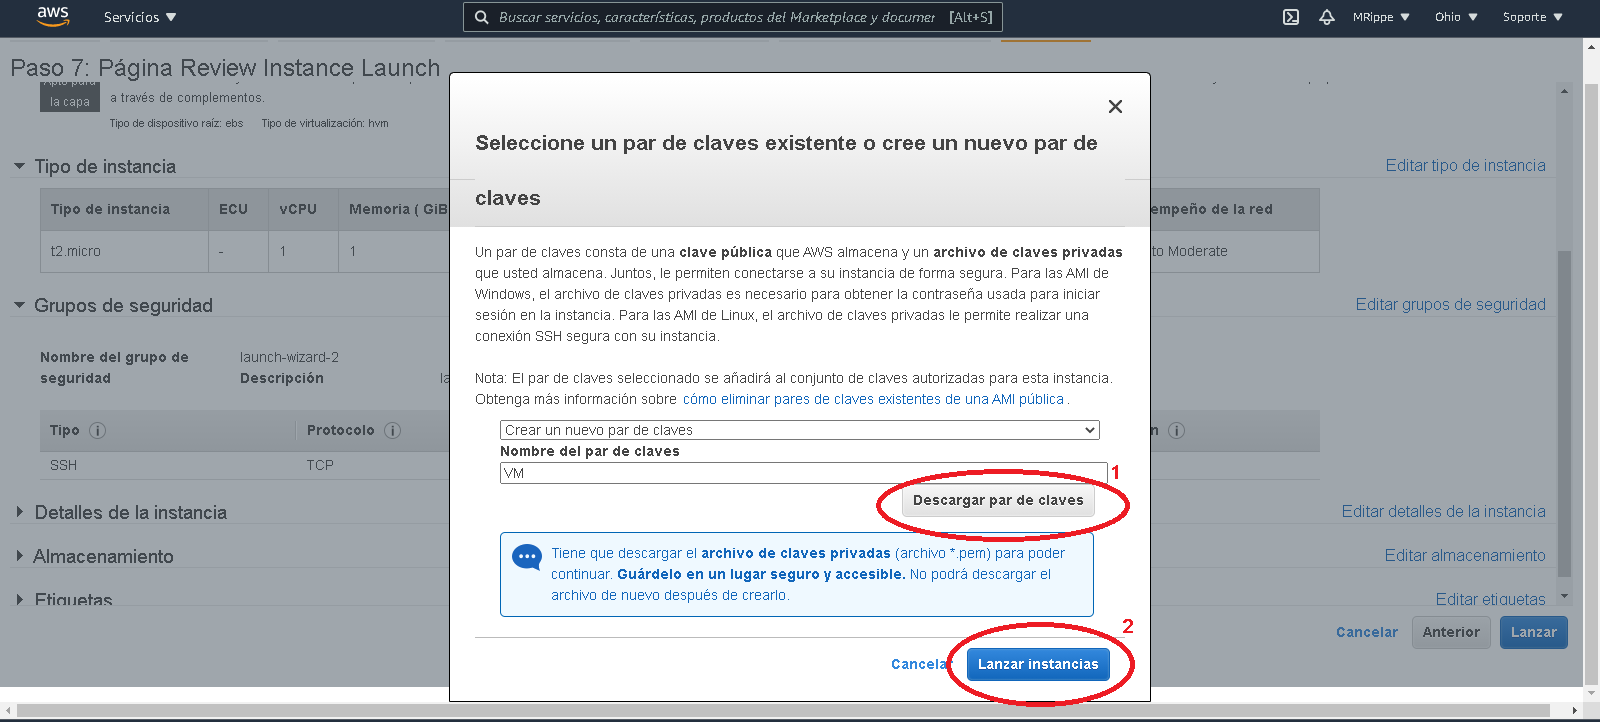 aws
Servicios
Buscar servicios, características, productos del Marketplace y documer
[Alt+S]
MRippe
Ohio
Soporte
Paso 7: Página Review Instance Launch
Apto para
la capa
a través de complementos.
Tipo de dispositivo raíz: ebs Tipo de virtualización: hvm
Tipo de instancia
Editar tipo de instancia
Tipo de instancia ECU vCPU Memoria ( GiB
empeño de la red
t2.micro - 1 1
to Moderate
Grupos de seguridad
Editar grupos de seguridad
Nombre del grupo de
seguridad
launch-wizard-2
Descripción
la
Tipo i Protocolo i
n i
SSH TCP
Detalles de la instancia
Editar detalles de la instancia
Almacenamiento
Editar almacenamiento
Etiquetas
Editar etiquetas
Cancelar
Anterior
Lanzar
Seleccione un par de claves existente o cree un nuevo par de
claves
Un par de claves consta de una clave pública que AWS almacena y un archivo de claves privadas
que usted almacena. Juntos, le permiten conectarse a su instancia de forma segura. Para las AMI de
Windows, el archivo de claves privadas es necesario para obtener la contraseña usada para iniciar
sesión en la instancia. Para las AMI de Linux, el archivo de claves privadas le permite realizar una
conexión SSH segura con su instancia.
Nota: El par de claves seleccionado se añadirá al conjunto de claves autorizadas para esta instancia.
Obtenga más información sobre cómo eliminar pares de claves existentes de una AMI pública .
Crear un nuevo par de claves
Nombre del par de claves
VM
1
Descargar par de claves
Tiene que descargar el archivo de claves privadas (archivo *.pem) para poder
continuar. Guárdelo en un lugar seguro y accesible. No podrá descargar el
archivo de nuevo después de crearlo.
2
Cancelar
Lanzar instancias